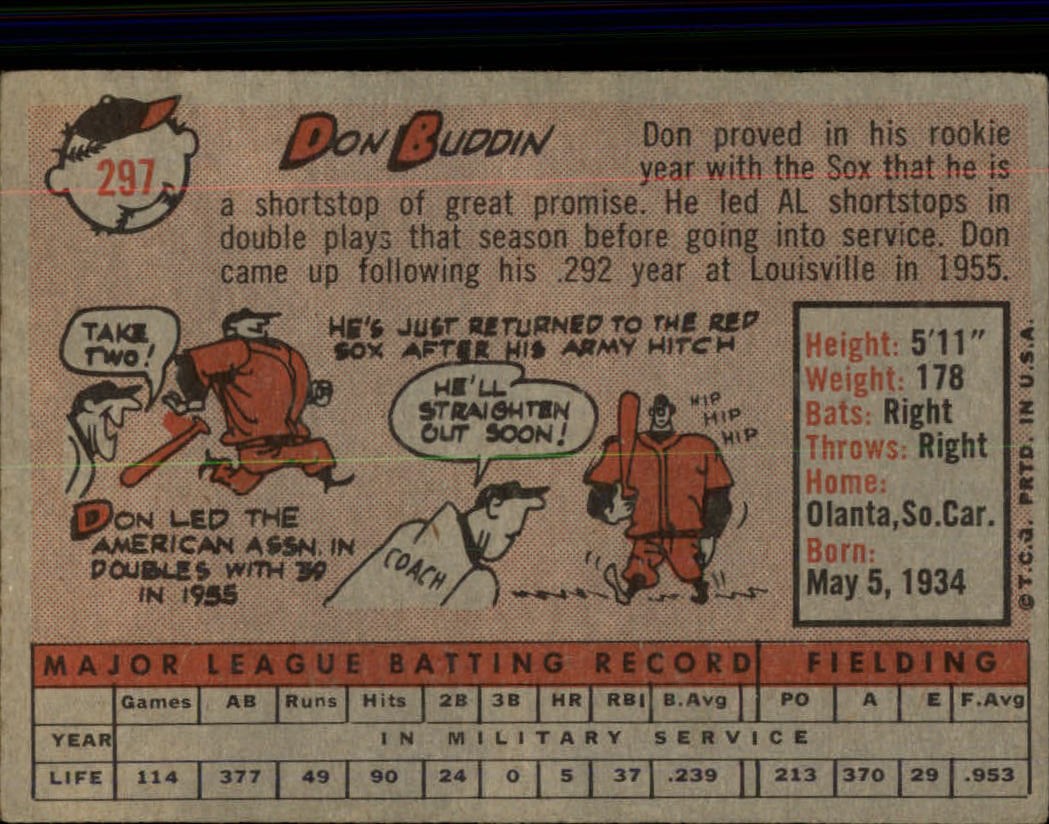 297
DON BUDDIN
Don proved in his rookie
year with the Sox that he is
a shortstop of great promise. He led AL shortstops in
double plays that season before going into service. Don
came up following his .292 year at Louisville in 1955.
TAKE
TWO!
HE'S JUST RETURNED TO THE RED
SOX AFTER HIS ARMY HITCH
HE'LL
STRAIGHTEN
OUT SOON!
HIP
HIP
HIP
DON LED THE
AMERICAN ASSN. IN
DOUBLES WITH 39
IN 1955
COACH
Height: 5'11"
Weight: 178
Bats: Right
Throws: Right
Home:
Olanta, So. Car.
Born:
May 5, 1934
© T.C.G. PRTD. IN U.S.A.
MAJOR LEAGUE BATTING RECORD FIELDING
Games AB Runs Hits 2B 3B HR RBI B.Avg PO A E F.Avg
YEAR IN MILITARY SERVICE
LIFE 114 377 49 90 24 0 5 37 .239 213 370 29 .953